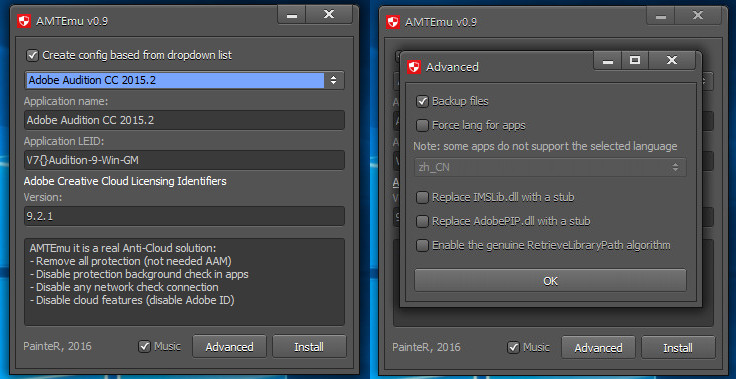 AMTEmu v0.9
Create config based from dropdown list
Adobe Audition CC 2015.2
Application name:
Adobe Audition CC 2015.2
Application LEID:
V7{}Audition-9-Win-GM
Adobe Creative Cloud Licensing Identifiers
Version:
9.2.1
AMTEmu it is a real Anti-Cloud solution:
- Remove all protection (not needed AAM)
- Disable protection background check in apps
- Disable any network check connection
- Disable cloud features (disable Adobe ID)
PainteR, 2016
Music
Advanced
Install
AMTEmu v0.9
Advanced
Backup files
Force lang for apps
Note: some apps do not support the selected language
zh_CN
Replace IMSLib.dll with a stub
Replace AdobePIP.dll with a stub
Enable the genuine RetrieveLibraryPath algorithm
OK
PainteR, 2016
Music
Advanced
Install